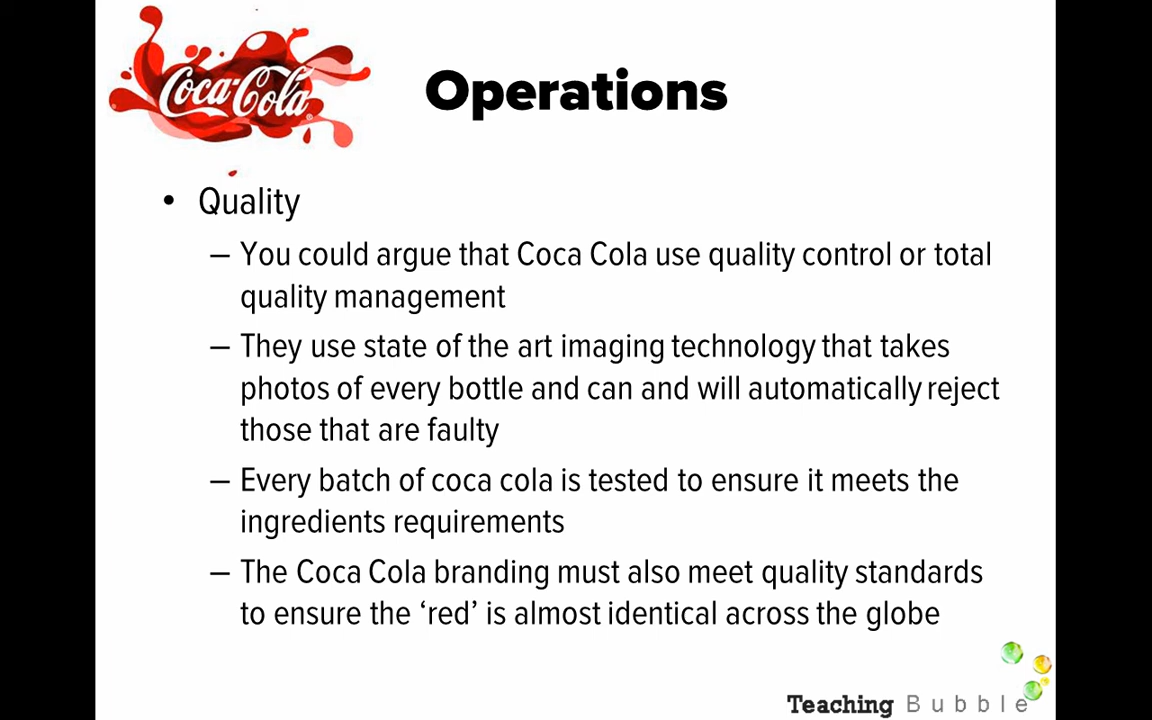 Coca-Cola
Operations
• Quality
– You could argue that Coca Cola use quality control or total
quality management
– They use state of the art imaging technology that takes
photos of every bottle and can and will automatically reject
those that are faulty
– Every batch of coca cola is tested to ensure it meets the
ingredients requirements
– The Coca Cola branding must also meet quality standards
to ensure the ‘red’ is almost identical across the globe
Teaching Bubble